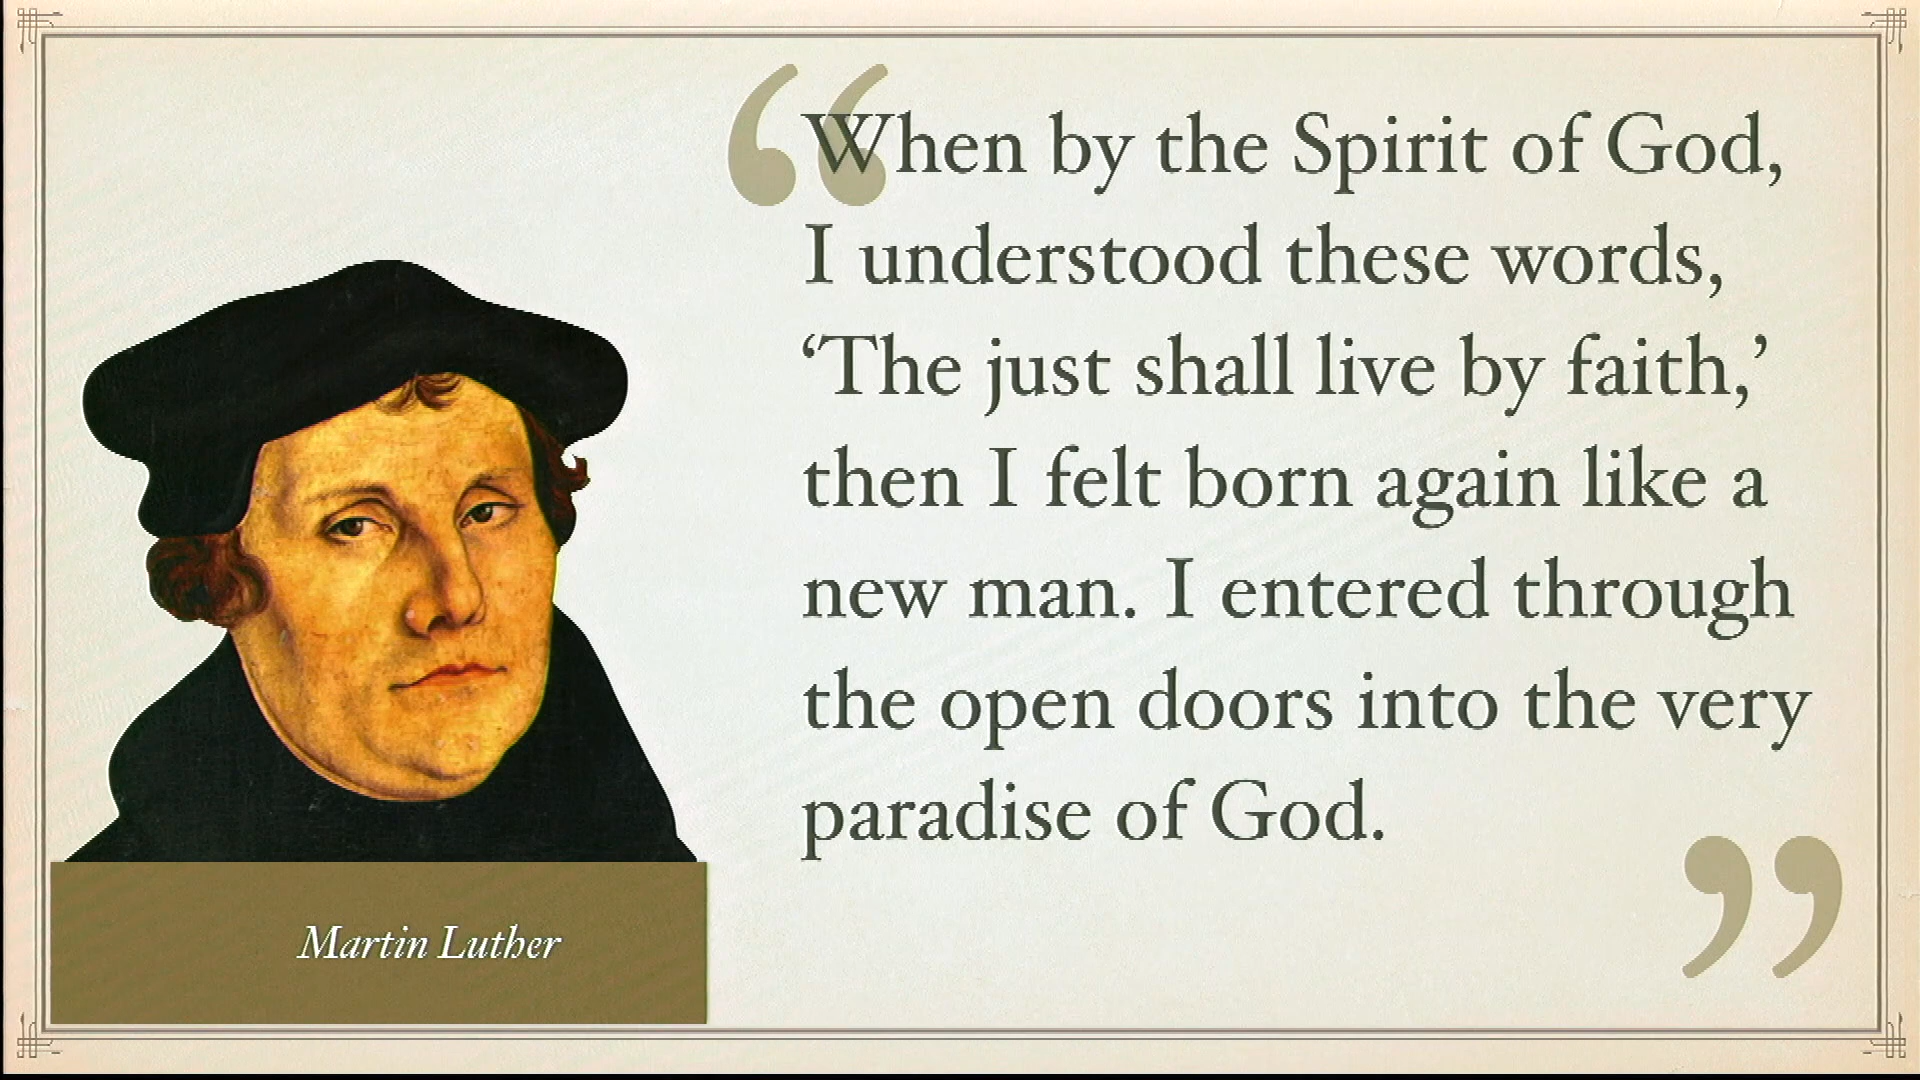 “When by the Spirit of God,
I understood these words,
‘The just shall live by faith,’
then I felt born again like a
new man. I entered through
the open doors into the very
paradise of God.”
Martin Luther